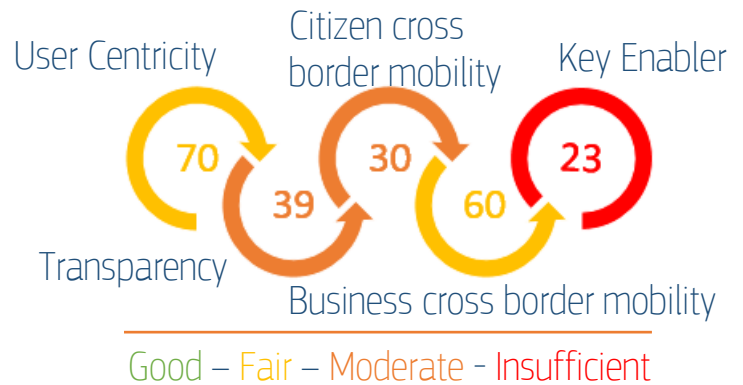 Citizen cross
border mobility
User Centricity
Key Enabler
70
39
30
60
23
Transparency
Business cross border mobility
Good – Fair – Moderate - Insufficient